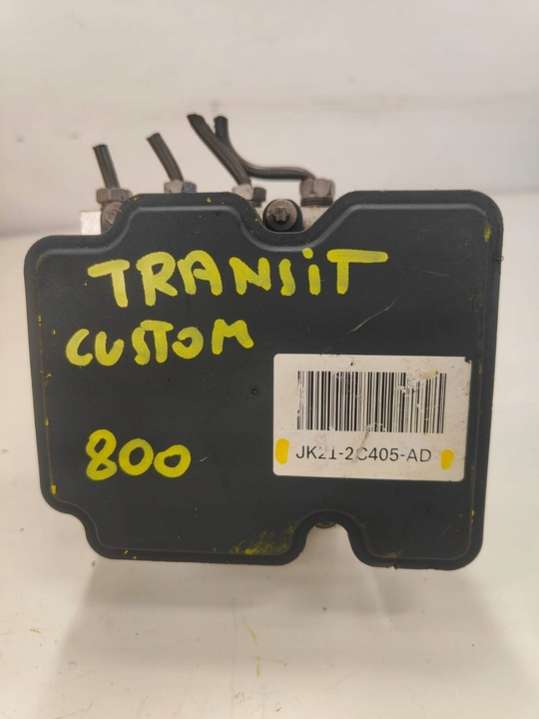 TRANSiT
CUSTOM
800
JK21-2C405-AD